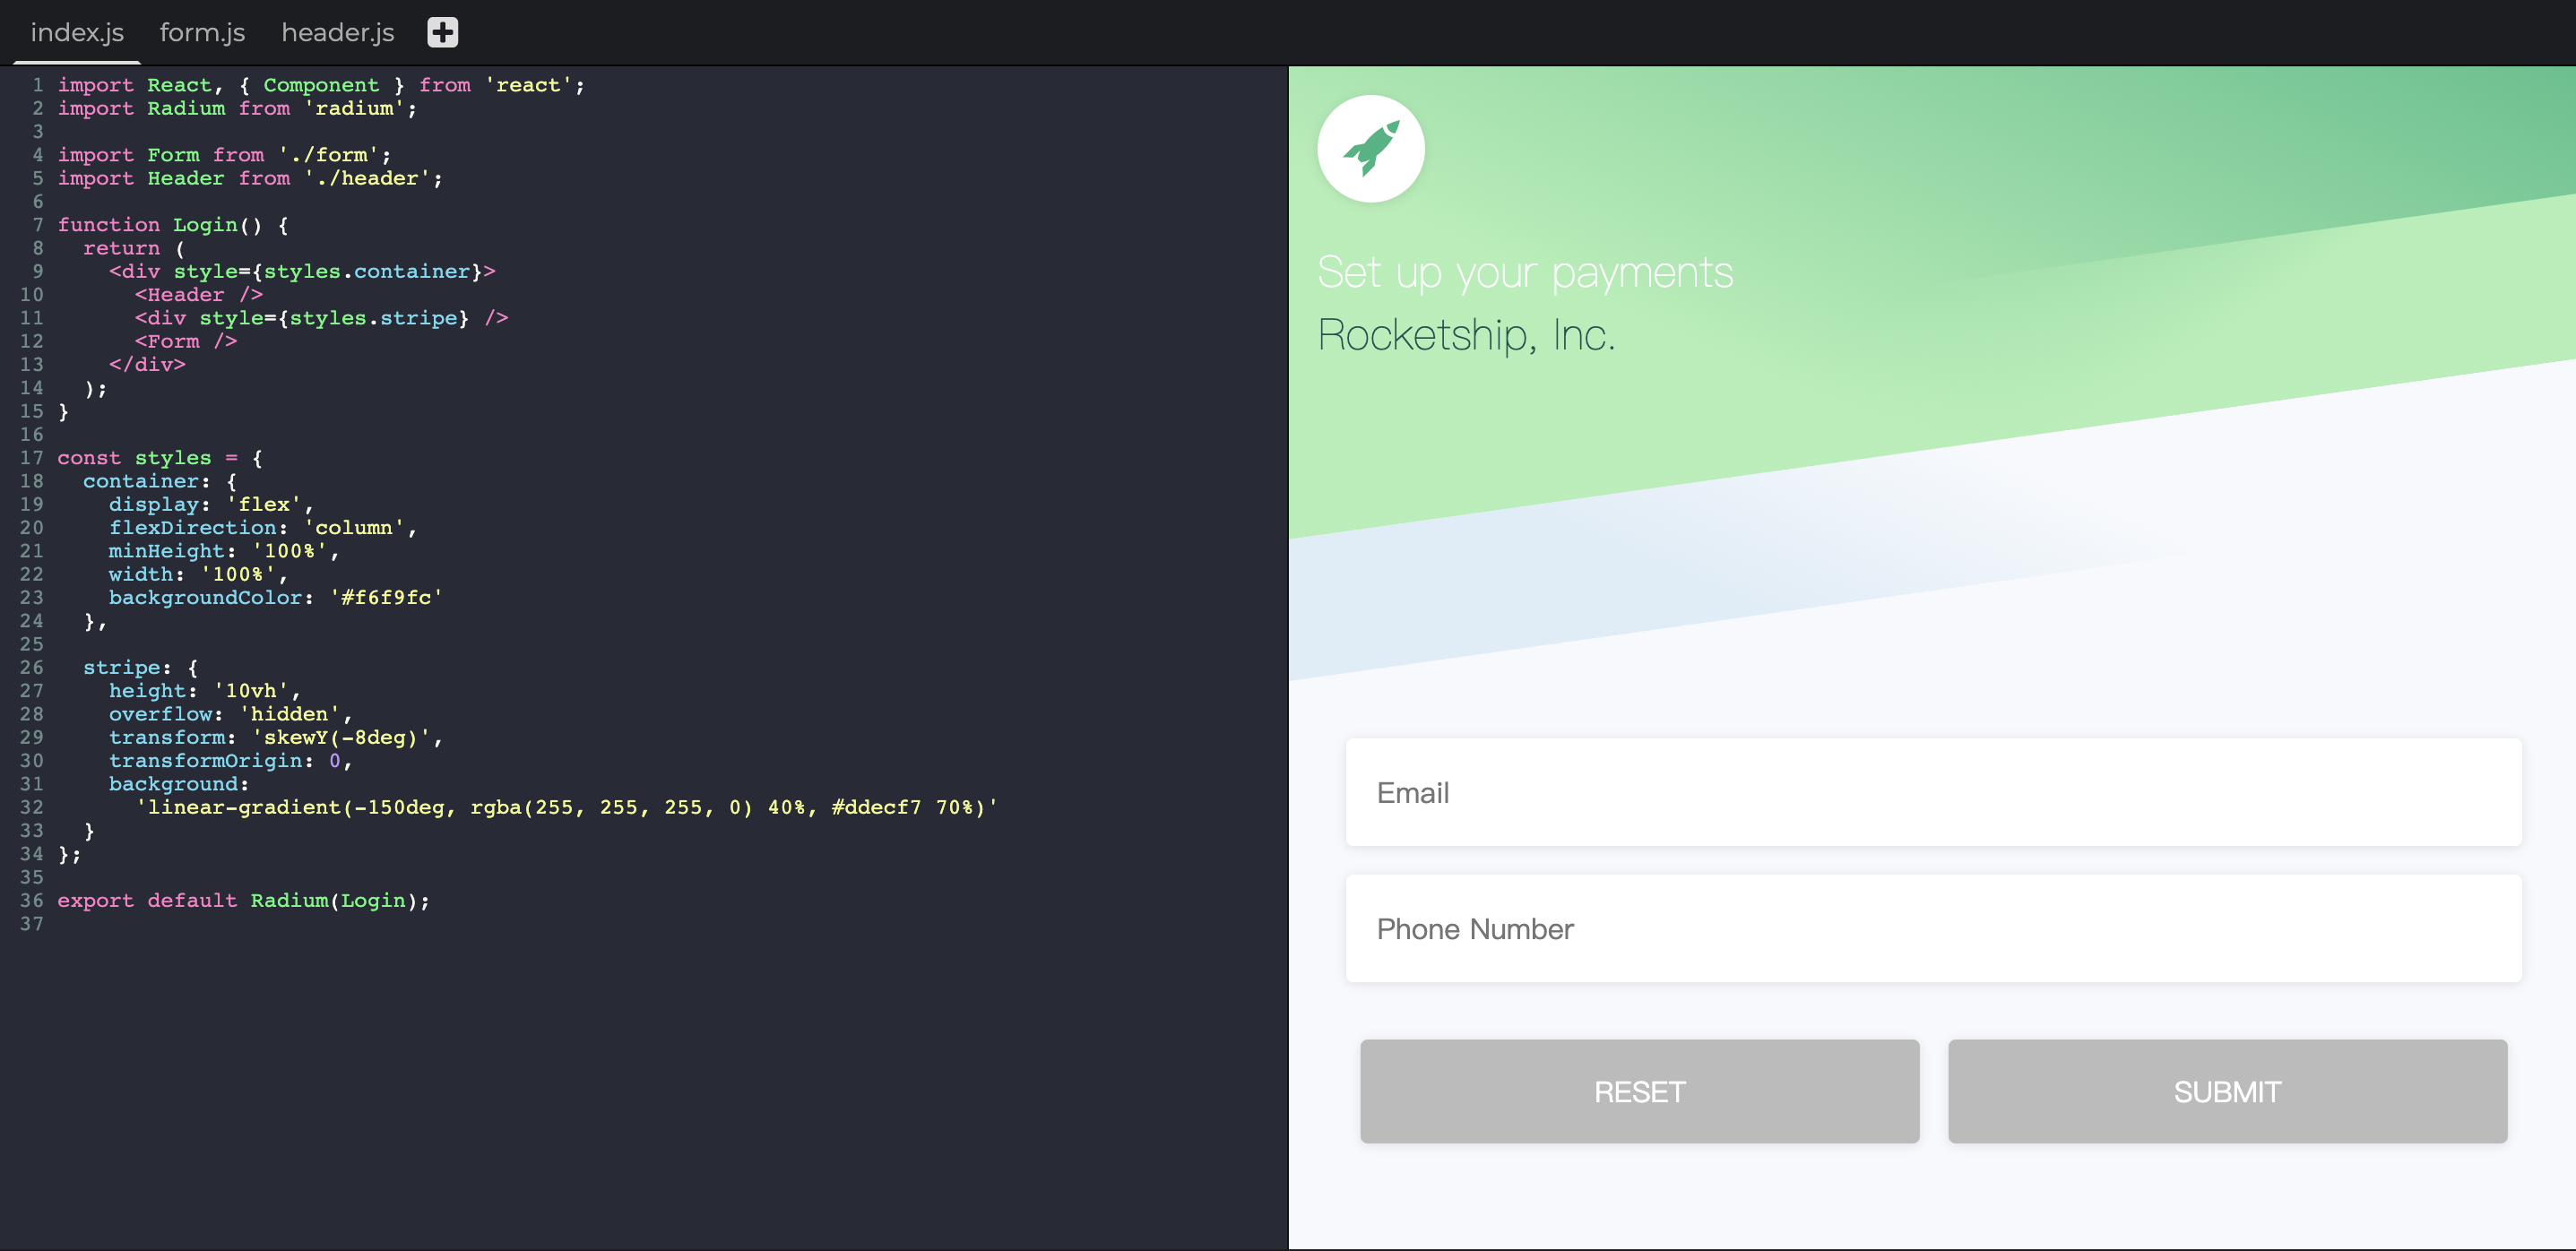 index.js form.js header.js
1 import React, { Component } from 'react';
2 import Radium from 'radium';
3
4 import Form from './form';
5 import Header from './header';
6
7 function Login() {
8   return (
9     <div style={styles.container}>
10       <Header />
11       <div style={styles.stripe} />
12       <Form />
13     </div>
14   );
15 }
16
17 const styles = {
18   container: {
19     display: 'flex',
20     flexDirection: 'column',
21     minHeight: '100%',
22     width: '100%',
23     backgroundColor: '#f6f9fc'
24   },
25
26   stripe: {
27     height: '10vh',
28     overflow: 'hidden',
29     transform: 'skewY(-8deg)',
30     transformOrigin: 0,
31     background:
32       'linear-gradient(-150deg, rgba(255, 255, 255, 0) 40%, #ddecf7 70%)'
33   }
34 };
35
36 export default Radium(Login);
37
Set up your payments
Rocketship, Inc.
Email
Phone Number
RESET
SUBMIT